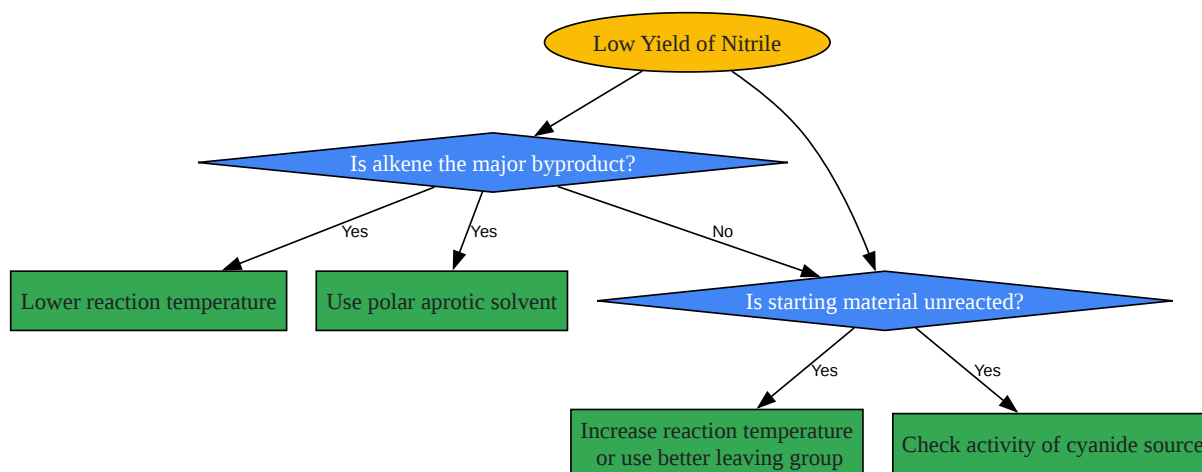 Low Yield of Nitrile
Is alkene the major byproduct?
Yes
Yes
No
Lower reaction temperature
Use polar aprotic solvent
Is starting material unreacted?
Yes
Yes
Increase reaction temperature
or use better leaving group
Check activity of cyanide source